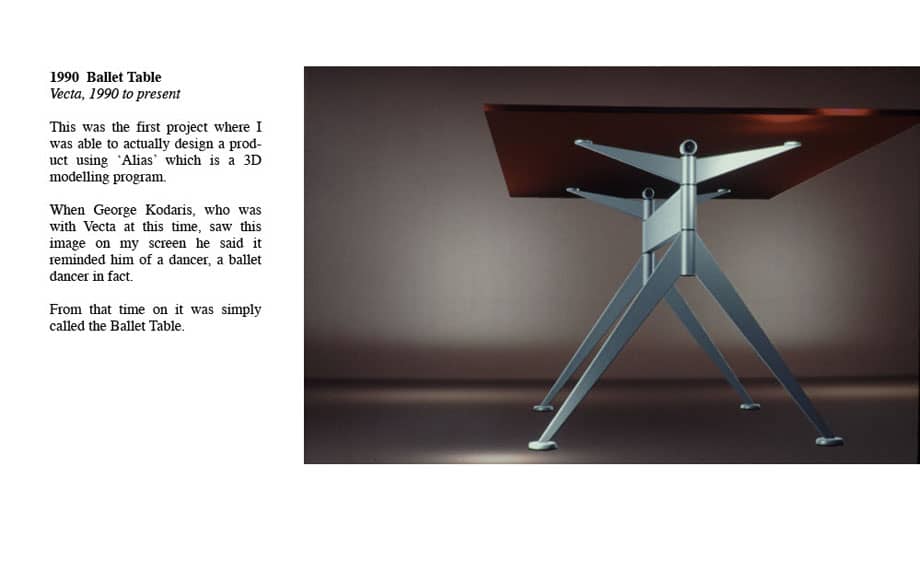 1990 Ballet Table
Vecta, 1990 to present
This was the first project where I
was able to actually design a prod-
uct using ‘Alias’ which is a 3D
modelling program.
When George Kodaris, who was
with Vecta at this time, saw this
image on my screen he said it
reminded him of a dancer, a ballet
dancer in fact.
From that time on it was simply
called the Ballet Table.